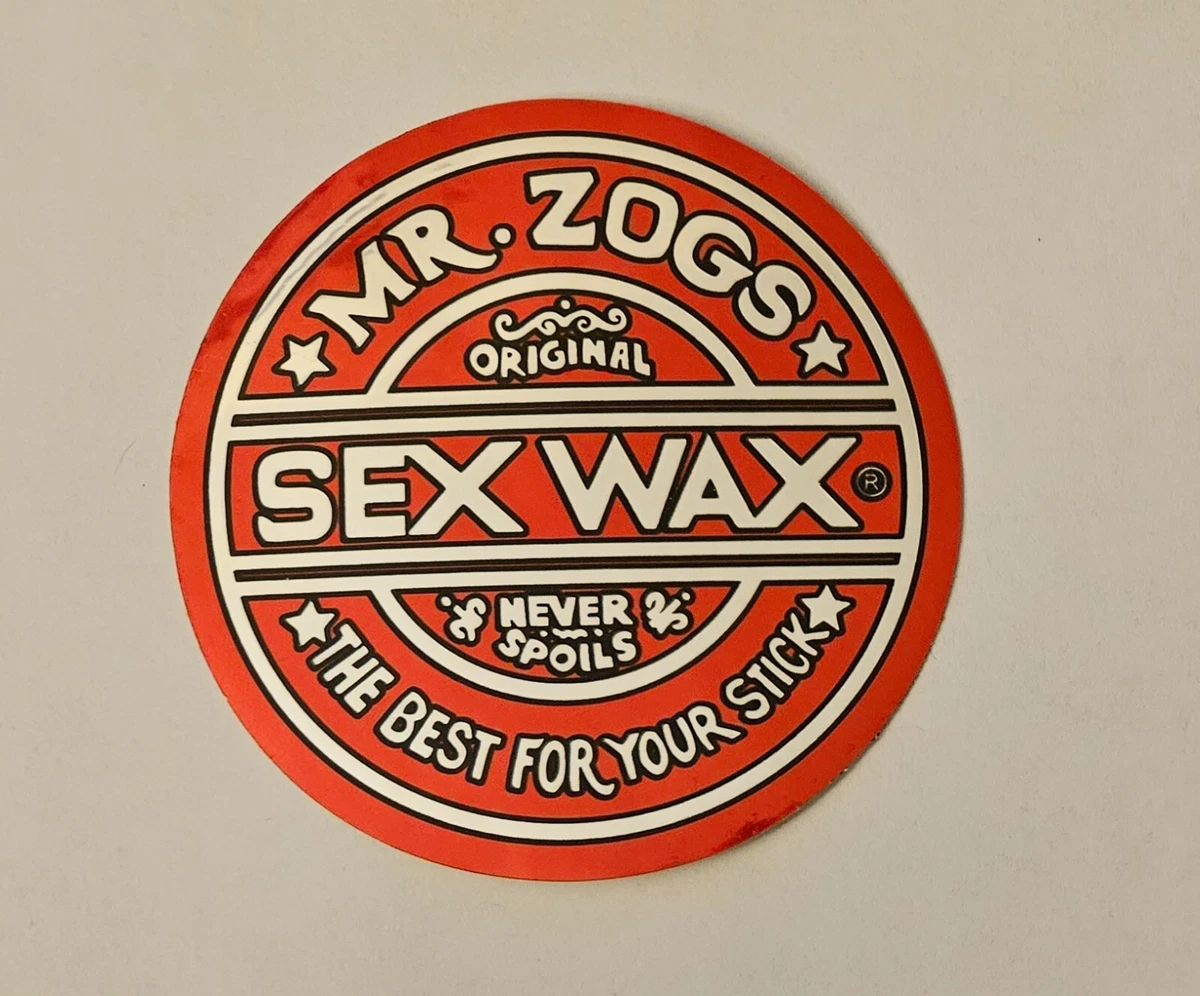 MR. ZOGS
ORIGINAL
SEX WAX ®
NEVER
SPOILS
THE BEST FOR YOUR STICK